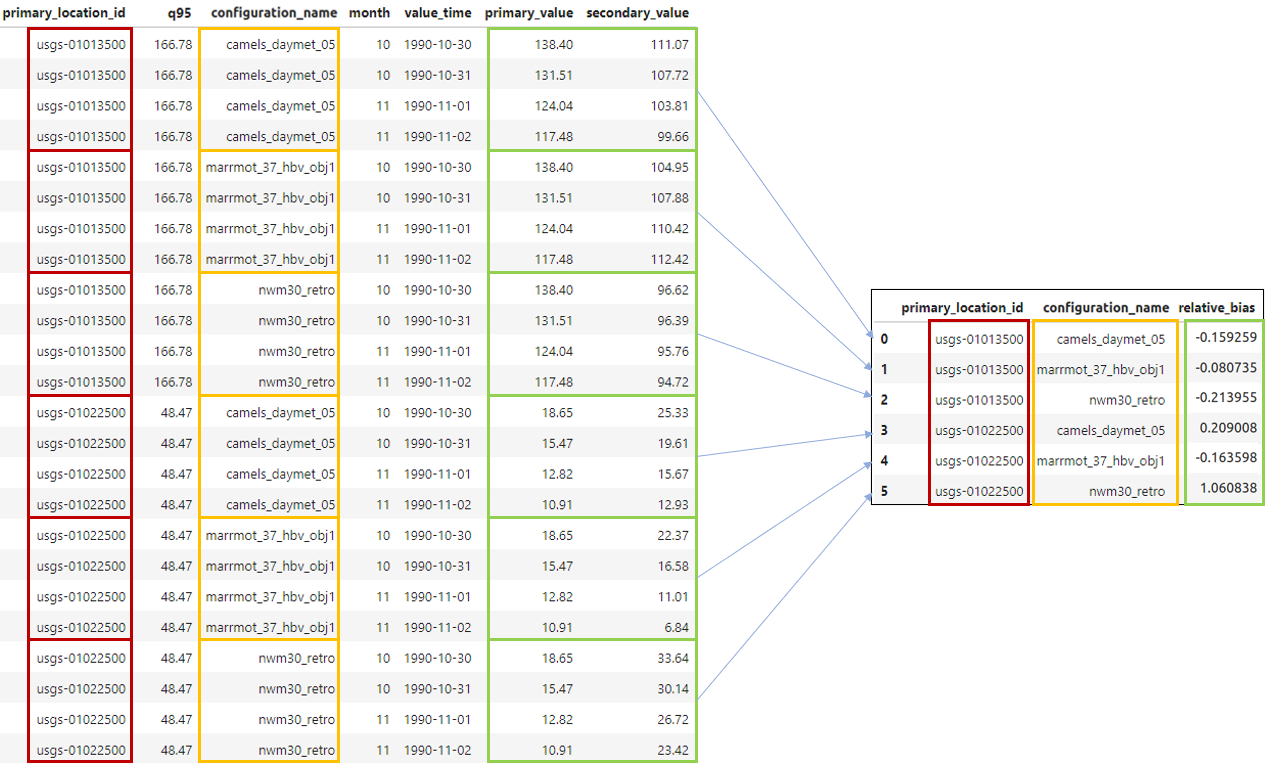 primary_location_id q95 configuration_name month value_time primary_value secondary_value
usgs-01013500 166.78 camels_daymet_05 10 1990-10-30 138.40 111.07
usgs-01013500 166.78 camels_daymet_05 10 1990-10-31 131.51 107.72
usgs-01013500 166.78 camels_daymet_05 11 1990-11-01 124.04 103.81
usgs-01013500 166.78 camels_daymet_05 11 1990-11-02 117.48 99.66
usgs-01013500 166.78 marrmot_37_hbv_obj1 10 1990-10-30 138.40 104.95
usgs-01013500 166.78 marrmot_37_hbv_obj1 10 1990-10-31 131.51 107.88
usgs-01013500 166.78 marrmot_37_hbv_obj1 11 1990-11-01 124.04 110.42
usgs-01013500 166.78 marrmot_37_hbv_obj1 11 1990-11-02 117.48 112.42
usgs-01013500 166.78 nwm30_retro 10 1990-10-30 138.40 96.62
usgs-01013500 166.78 nwm30_retro 10 1990-10-31 131.51 96.39
usgs-01013500 166.78 nwm30_retro 11 1990-11-01 124.04 95.76
usgs-01013500 166.78 nwm30_retro 11 1990-11-02 117.48 94.72
usgs-01022500 48.47 camels_daymet_05 10 1990-10-30 18.65 25.33
usgs-01022500 48.47 camels_daymet_05 10 1990-10-31 15.47 19.61
usgs-01022500 48.47 camels_daymet_05 11 1990-11-01 12.82 15.67
usgs-01022500 48.47 camels_daymet_05 11 1990-11-02 10.91 12.93
usgs-01022500 48.47 marrmot_37_hbv_obj1 10 1990-10-30 18.65 22.37
usgs-01022500 48.47 marrmot_37_hbv_obj1 10 1990-10-31 15.47 16.58
usgs-01022500 48.47 marrmot_37_hbv_obj1 11 1990-11-01 12.82 11.01
usgs-01022500 48.47 marrmot_37_hbv_obj1 11 1990-11-02 10.91 6.84
usgs-01022500 48.47 nwm30_retro 10 1990-10-30 18.65 33.64
usgs-01022500 48.47 nwm30_retro 10 1990-10-31 15.47 30.14
usgs-01022500 48.47 nwm30_retro 11 1990-11-01 12.82 26.72
usgs-01022500 48.47 nwm30_retro 11 1990-11-02 10.91 23.42
primary_location_id configuration_name relative_bias
0 usgs-01013500 camels_daymet_05 -0.159259
1 usgs-01013500 marrmot_37_hbv_obj1 -0.080735
2 usgs-01013500 nwm30_retro -0.213955
3 usgs-01022500 camels_daymet_05 0.209008
4 usgs-01022500 marrmot_37_hbv_obj1 -0.163598
5 usgs-01022500 nwm30_retro 1.060838